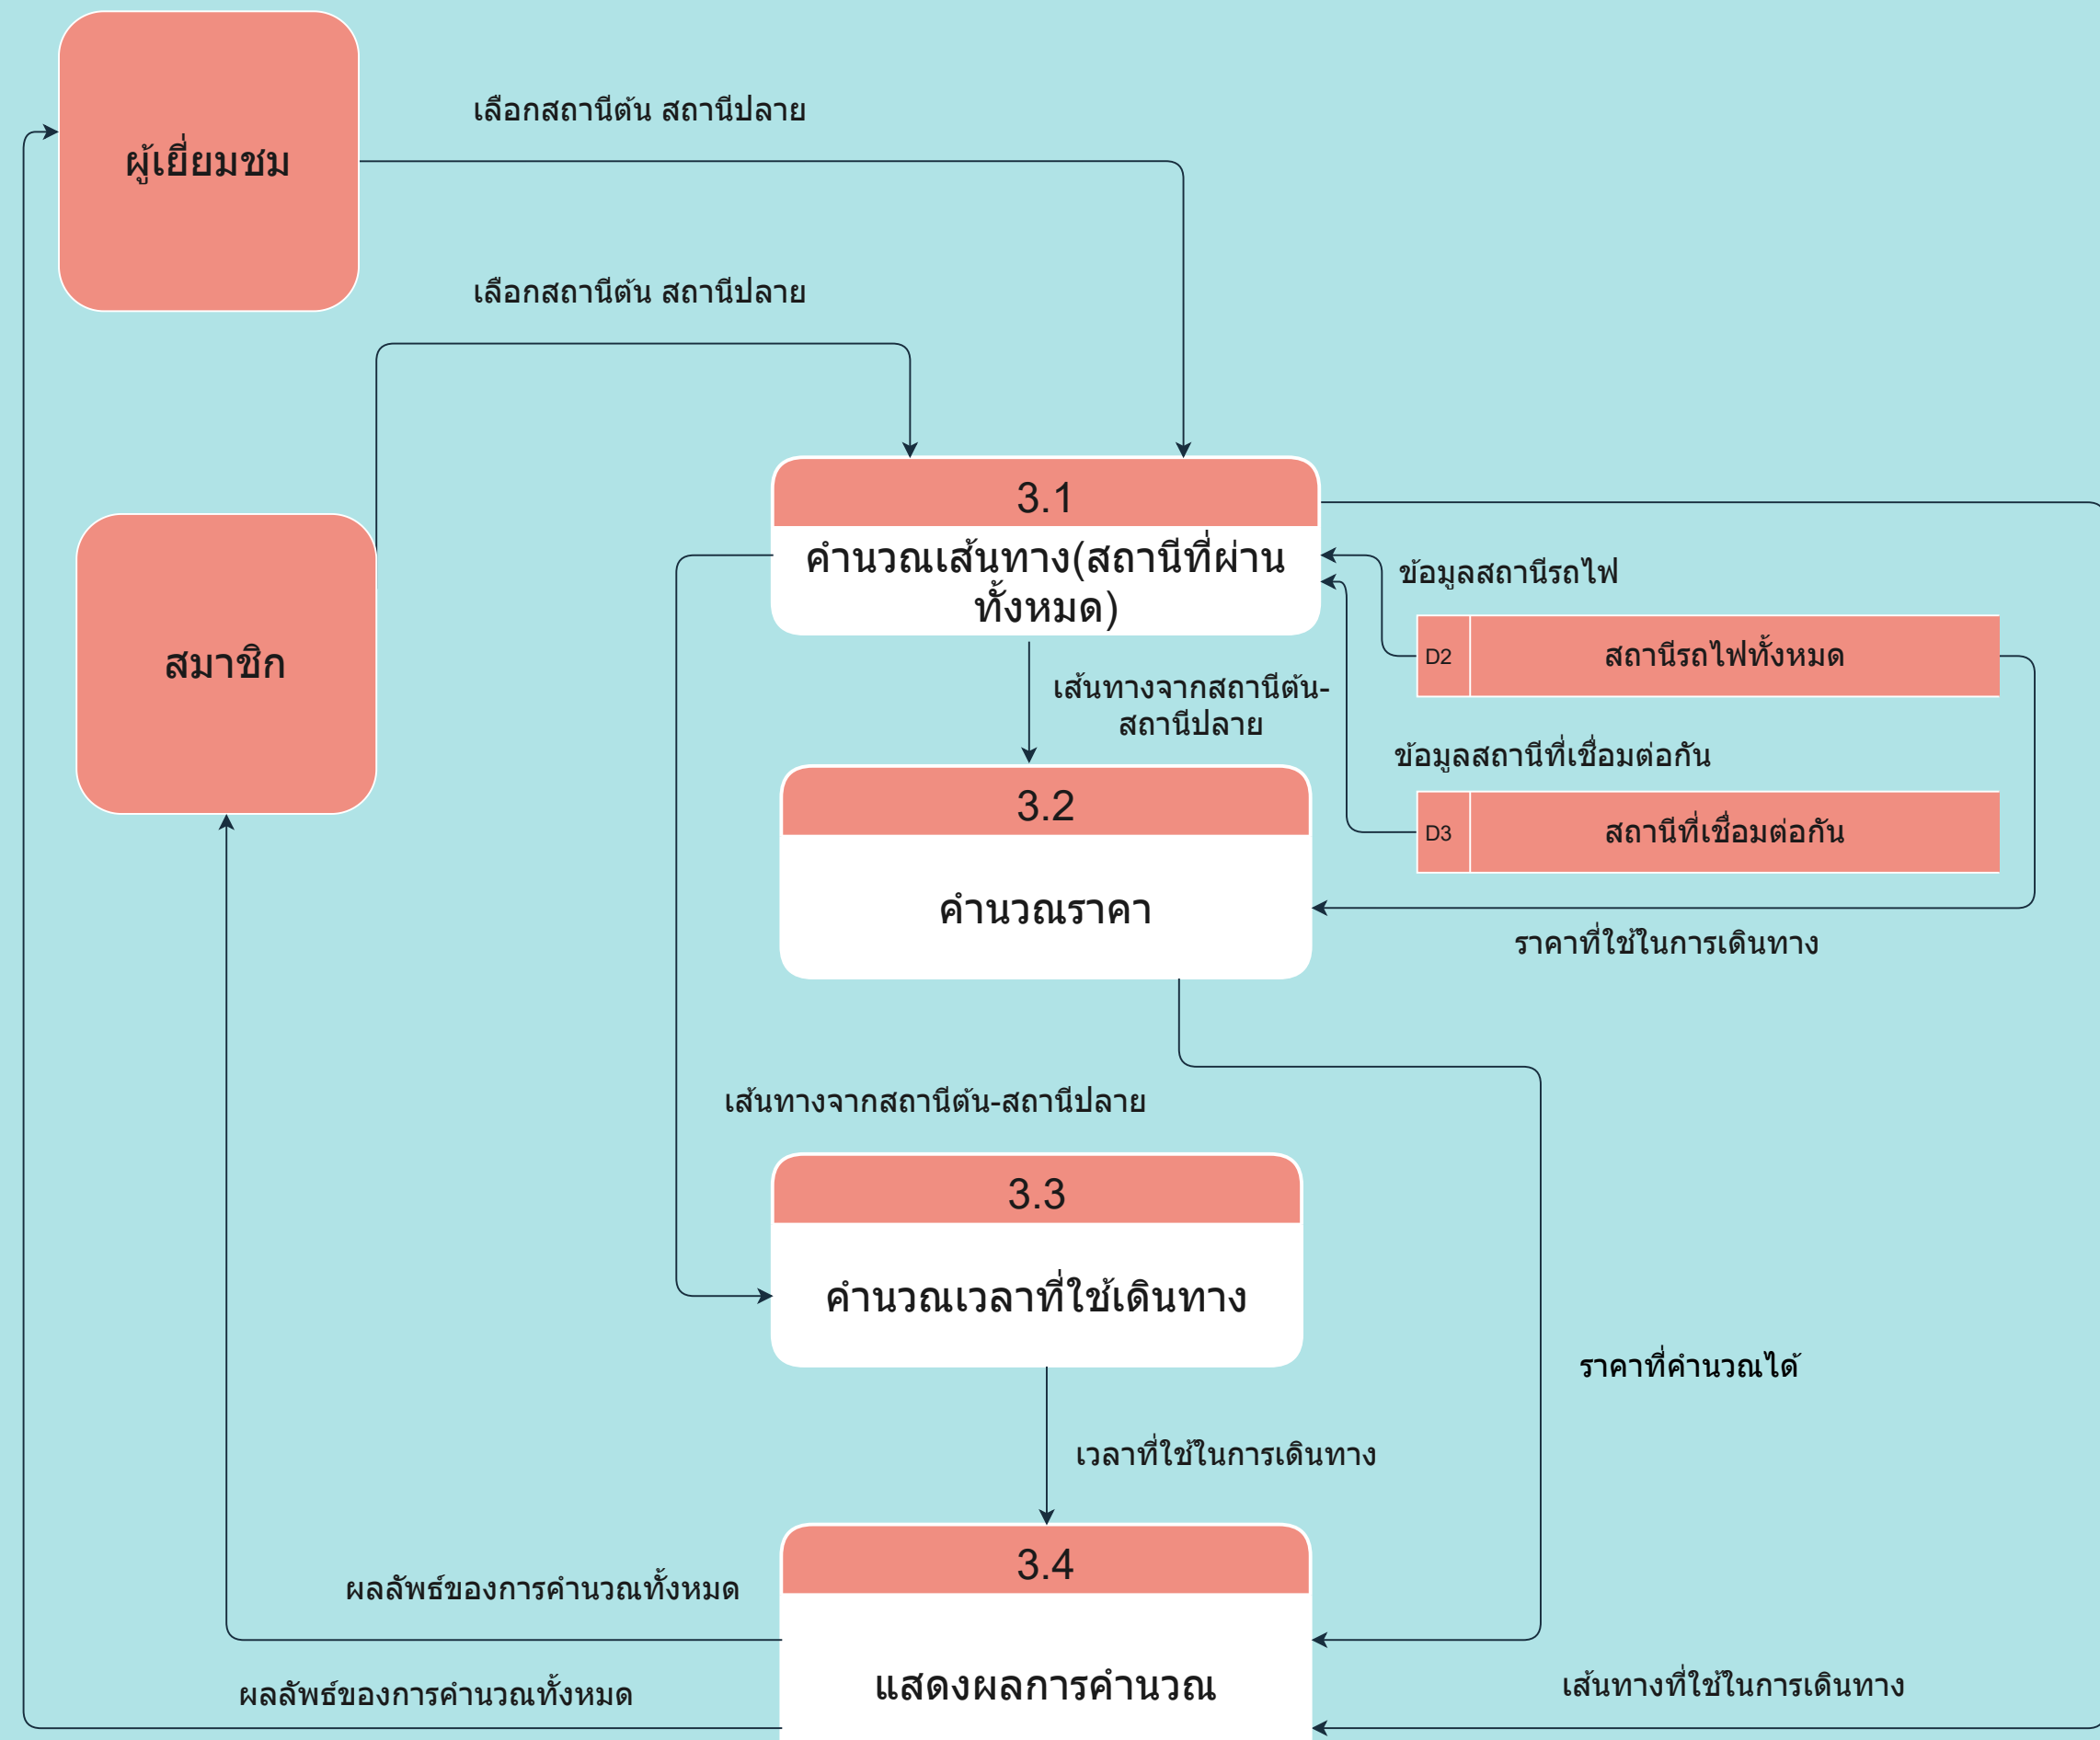 เลือกสถานีต้น สถานีปลาย
ผู้เยี่ยมชม
เลือกสถานีต้น สถานีปลาย
3.1
คำนวณเส้นทาง(สถานีที่ผ่าน
ทั้งหมด)
ข้อมูลสถานีรถไฟ
สมาชิก
D2
สถานีรถไฟทั้งหมด
เส้นทางจากสถานีต้น-
สถานีปลาย
ข้อมูลสถานีที่เชื่อมต่อกัน
3.2
D3
สถานีที่เชื่อมต่อกัน
คำนวณราคา
ราคาที่ใช้ในการเดินทาง
เส้นทางจากสถานีต้น-สถานีปลาย
3.3
คำนวณเวลาที่ใช้เดินทาง
ราคาที่คำนวณได้
เวลาที่ใช้ในการเดินทาง
3.4
ผลลัพธ์ของการคำนวณทั้งหมด
แสดงผลการคำนวณ
ผลลัพธ์ของการคำนวณทั้งหมด
เส้นทางที่ใช้ในการเดินทาง